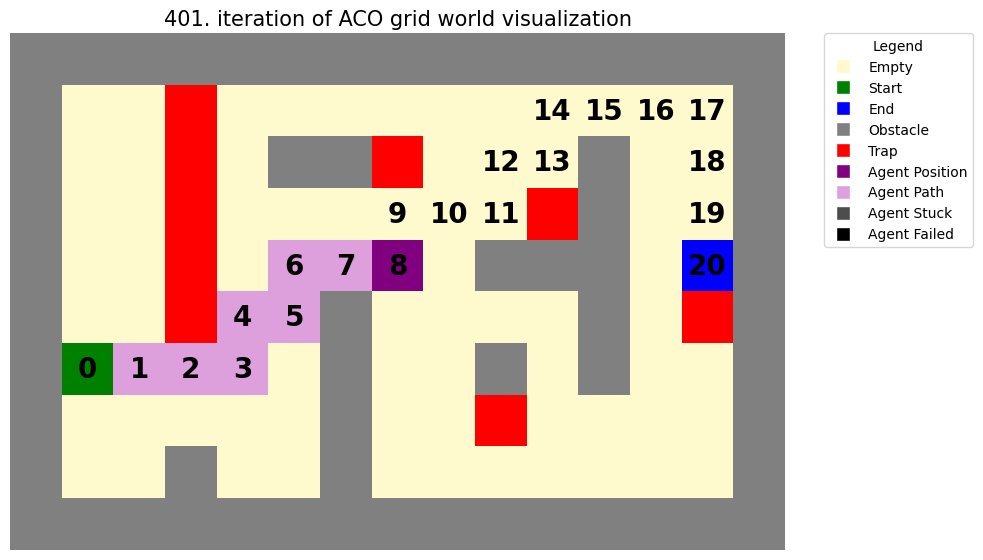 401. iteration of ACO grid world visualization
14 15 16 17
12 13 18
9 10 11 19
6 7 8 20
4 5
0 1 2 3
Legend
Empty
Start
End
Obstacle
Trap
Agent Position
Agent Path
Agent Stuck
Agent Failed